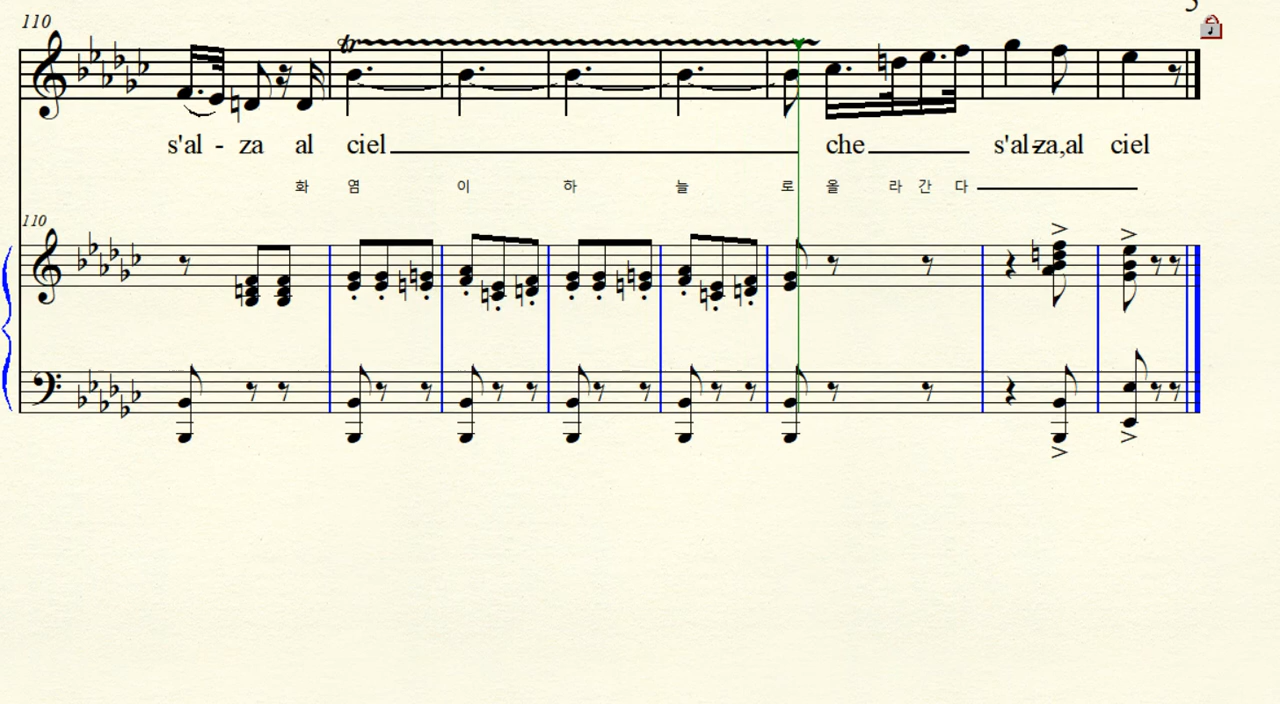 110
s'al - za al ciel che s'al-za,al ciel
화 염 이 하 늘 로 올 라 간 다
110